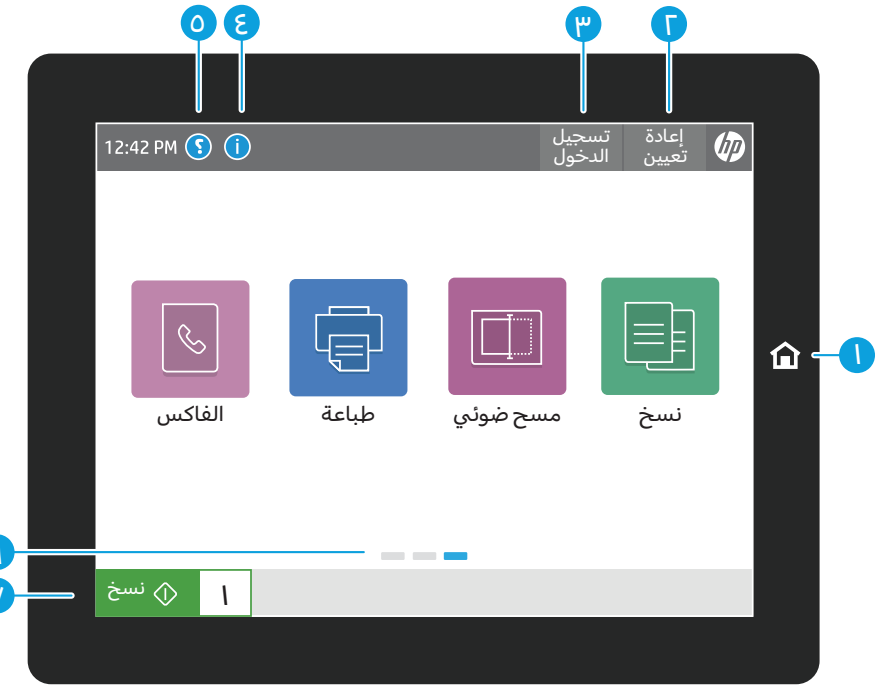 ٢
٣
٤
٥
إعادة
تعيين
تسجيل
الدخول
i
؟
12:42 PM
hp
١
نسخ
مسح ضوئي
طباعة
الفاكس
١
نسخ